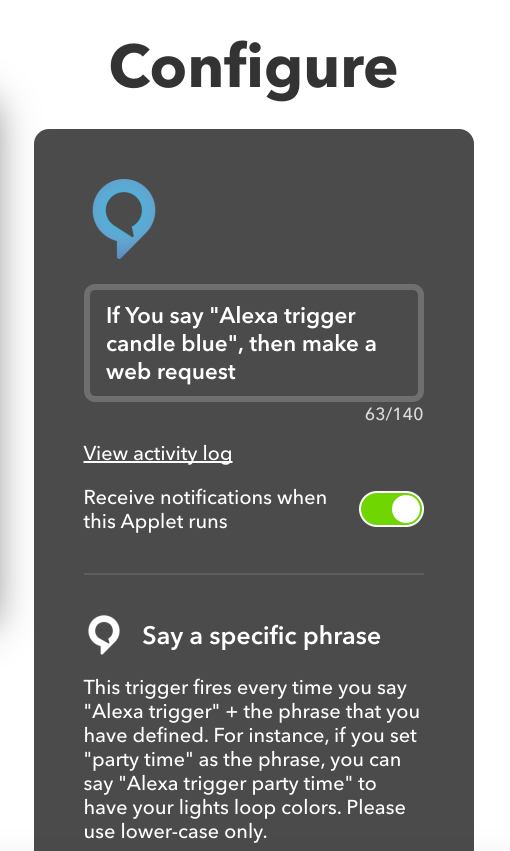 Configure
If You say "Alexa trigger
candle blue", then make a
web request
63/140
View activity log
Receive notifications when
this Applet runs
Say a specific phrase
This trigger fires every time you say
"Alexa trigger" + the phrase that you
have defined. For instance, if you set
"party time" as the phrase, you can
say "Alexa trigger party time" to
have your lights loop colors. Please
use lower-case only.